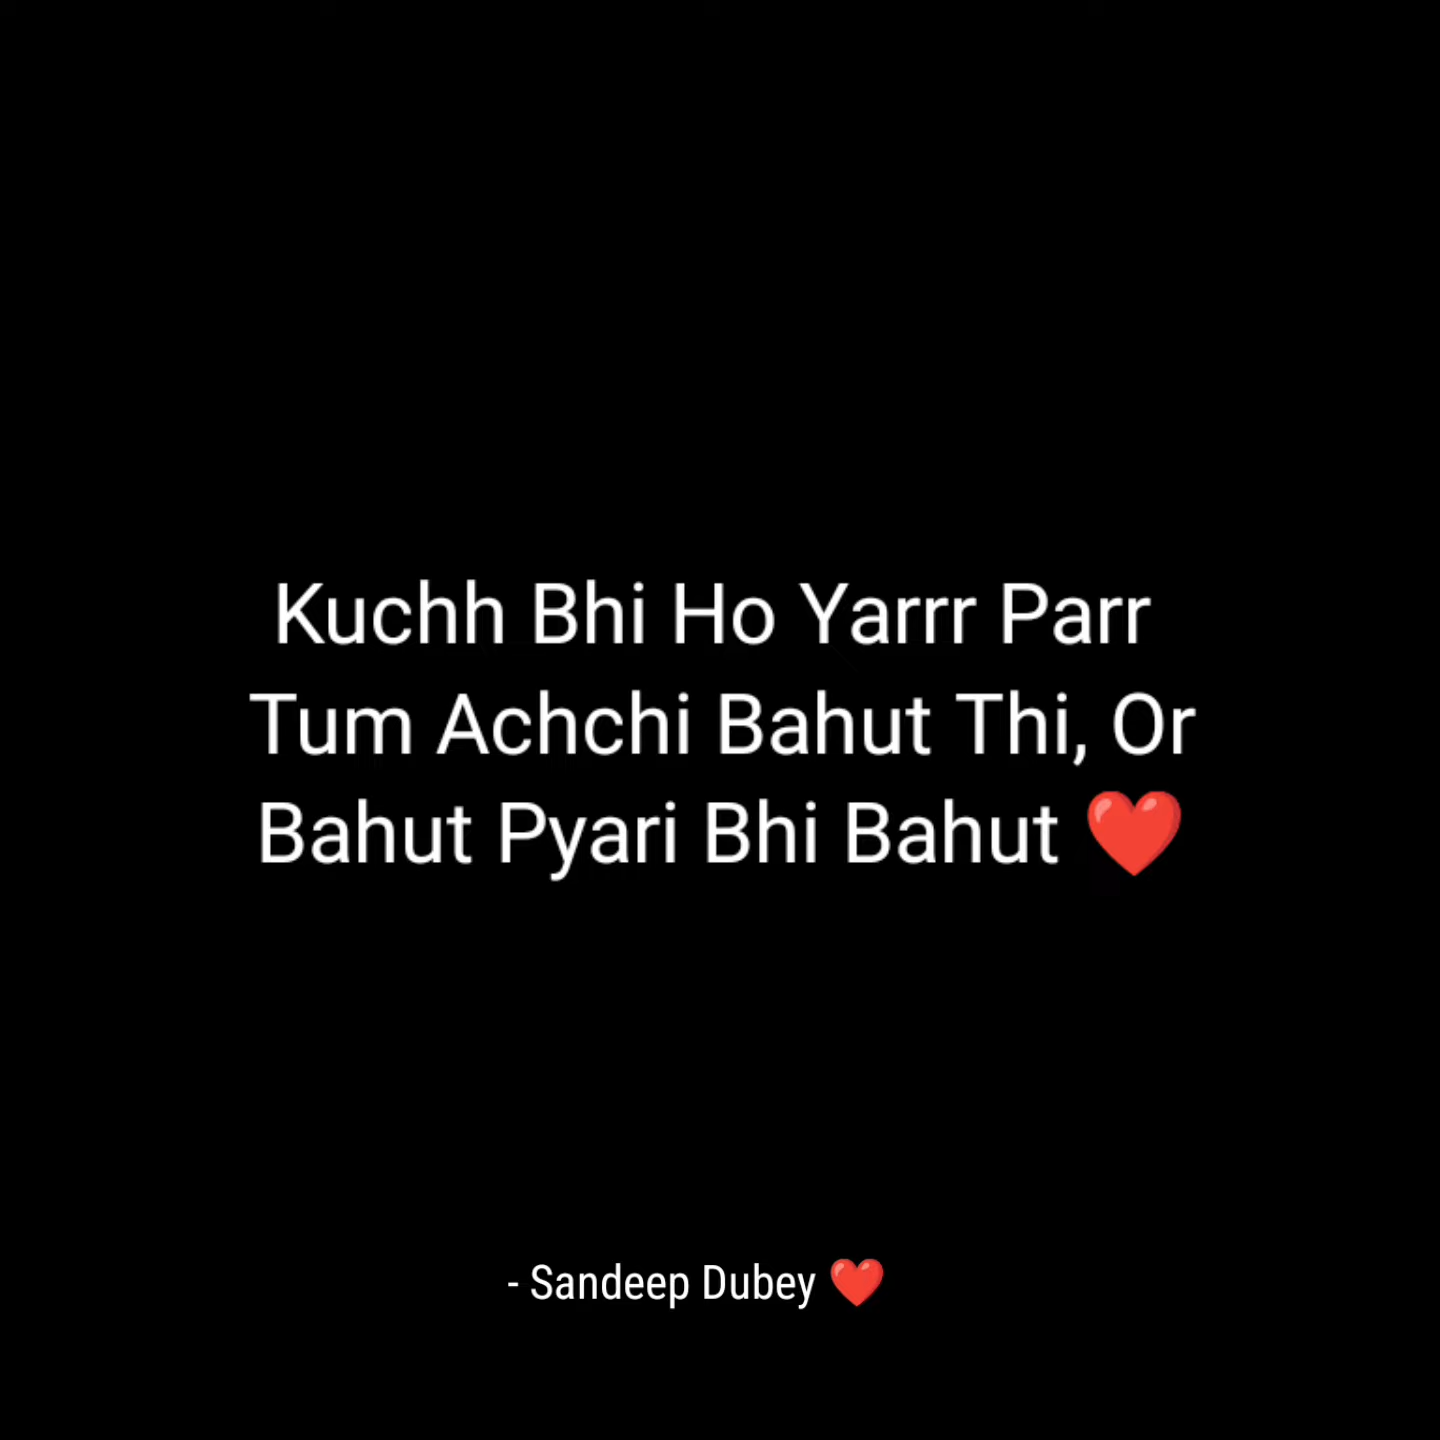 Kuchh Bhi Ho Yarrr Parr
Tum Achchi Bahut Thi, Or
Bahut Pyari Bhi Bahut ❤️
- Sandeep Dubey ❤️